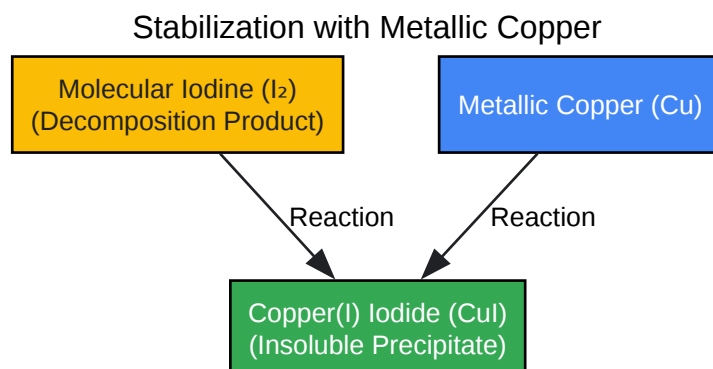 Stabilization with Metallic Copper
Molecular Iodine (I₂)
(Decomposition Product)
Metallic Copper (Cu)
Reaction
Reaction
Copper(I) Iodide (CuI)
(Insoluble Precipitate)